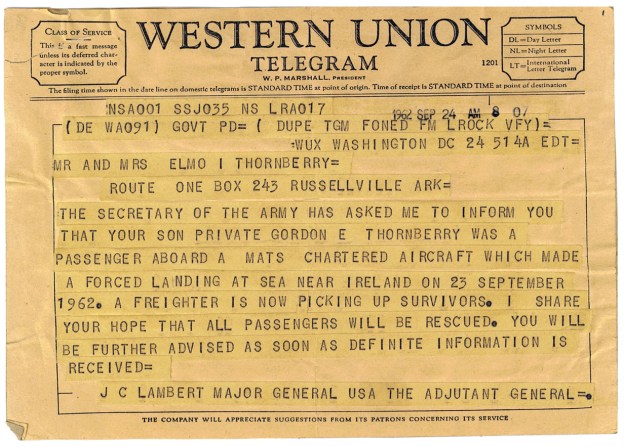 CLASS OF SERVICE
This is a fast message
unless its deferred char-
acter is indicated by the
proper symbol.
WESTERN UNION
TELEGRAM
W. P. MARSHALL, PRESIDENT
1201
SYMBOLS
DL=Day Letter
NL=Night Letter
LT=International Letter Telegram
The filing time shown in the date line on domestic telegrams is STANDARD TIME at point of origin. Time of receipt is STANDARD TIME at point of destination
NSA001 SSJ035 NS LRA017
1962 SEP 24 AM 8 07
(DE WA091) GOVT PD=( DUPE TGM FONED FM LROCK VFY)=
WUX WASHINGTON DC 24 514A EDT=
MR AND MRS ELMO I THORNBERRY=
ROUTE ONE BOX 243 RUSSELLVILLE ARK=
THE SECRETARY OF THE ARMY HAS ASKED ME TO INFORM YOU
THAT YOUR SON PRIVATE GORDON E THORNBERRY WAS A
PASSENGER ABOARD A MATS CHARTERED AIRCRAFT WHICH MADE
A FORCED LANDING AT SEA NEAR IRELAND ON 23 SEPTEMBER
1962. A FREIGHTER IS NOW PICKING UP SURVIVORS. I SHARE
YOUR HOPE THAT ALL PASSENGERS WILL BE RESCUED. YOU WILL
BE FURTHER ADVISED AS SOON AS DEFINITE INFORMATION IS
RECEIVED=
J C LAMBERT MAJOR GENERAL USA THE ADJUTANT GENERAL=.
THE COMPANY WILL APPRECIATE SUGGESTIONS FROM ITS PATRONS CONCERNING ITS SERVICE